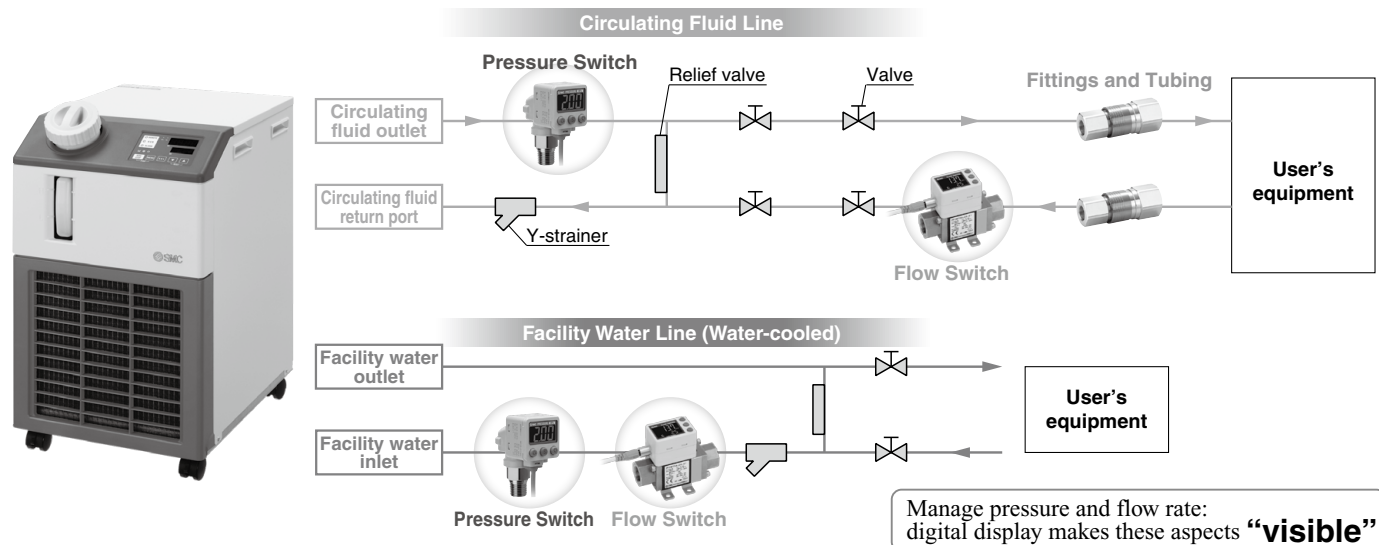 Circulating Fluid Line
Pressure Switch
Relief valve
Valve
Fittings and Tubing
Circulating
fluid outlet
User's
equipment
Circulating fluid
return port
Y-strainer
Flow Switch
SMC
Facility Water Line (Water-cooled)
Facility water
outlet
User's
equipment
Facility water
inlet
Pressure Switch
Flow Switch
Manage pressure and flow rate:
digital display makes these aspects “visible”